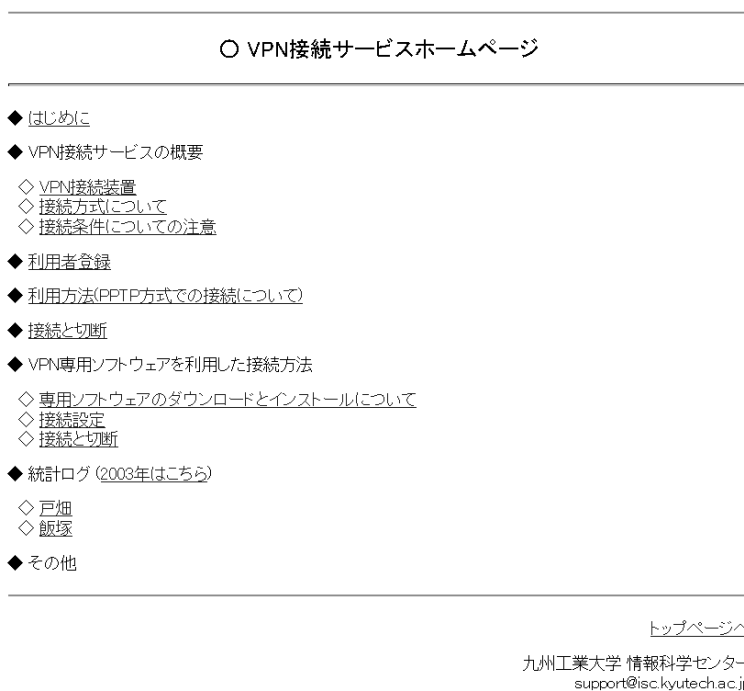 ○ VPN接続サービスホームページ
◆ はじめに
◆ VPN接続サービスの概要
◇ VPN接続装置
◇ 接続方式について
◇ 接続条件についての注意
◆ 利用者登録
◆ 利用方法(PPTP方式での接続について)
◆ 接続と切断
◆ VPN専用ソフトウェアを利用した接続方法
◇ 専用ソフトウェアのダウンロードとインストールについて
◇ 接続設定
◇ 接続と切断
◆ 統計ログ (2003年はこちら)
◇ 戸畑
◇ 飯塚
◆ その他
トップページへ
九州工業大学 情報科学センター
support@isc.kyutech.ac.jp